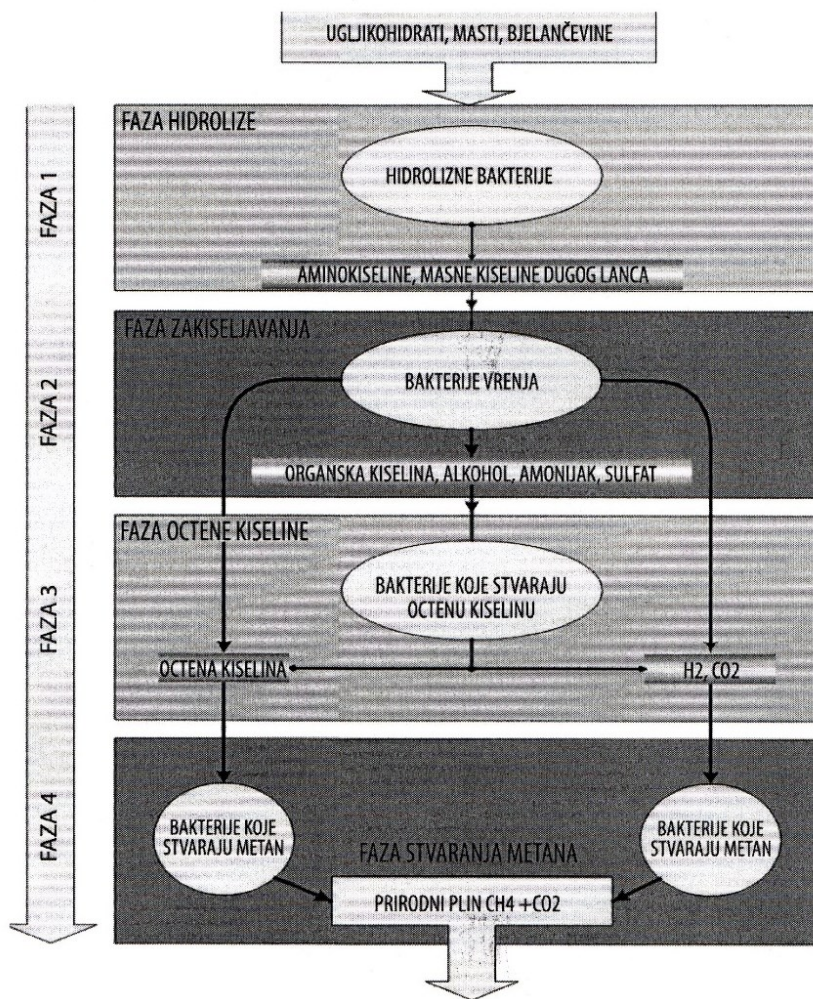 UGLJIKOHIDRATI, MASTI, BJELANČEVINE
FAZA 1
FAZA HIDROLIZE
HIDROLIZNE BAKTERIJE
AMINOKISELINE, MASNE KISELINE DUGOG LANCA
FAZA 2
FAZA ZAKISELJAVANJA
BAKTERIJE VRENJA
ORGANSKA KISELINA, ALKOHOL, AMONIJAK, SULFAT
FAZA 3
FAZA OCTENE KISELINE
BAKTERIJE KOJE STVARAJU
OCTENU KISELINU
OCTENA KISELINA
H2, CO2
FAZA 4
BAKTERIJE KOJE
STVARAJU METAN
FAZA STVARANJA METANA
BAKTERIJE KOJE
STVARAJU METAN
PRIRODNI PLIN CH4 +CO2